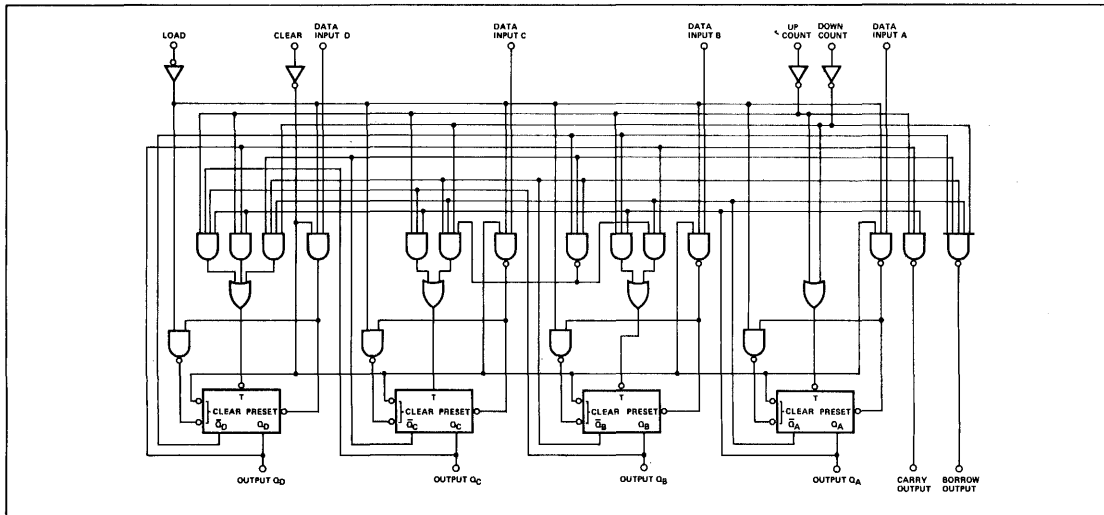 LOAD
CLEAR
DATA
INPUT D
DATA
INPUT C
DATA
INPUT B
UP
COUNT
DOWN
COUNT
DATA
INPUT A
T
CLEAR PRESET
Q̅D QD
T
CLEAR PRESET
Q̅C QC
T
CLEAR PRESET
Q̅B QB
T
CLEAR PRESET
Q̅A QA
OUTPUT QD
OUTPUT QC
OUTPUT QB
OUTPUT QA
CARRY
OUTPUT
BORROW
OUTPUT